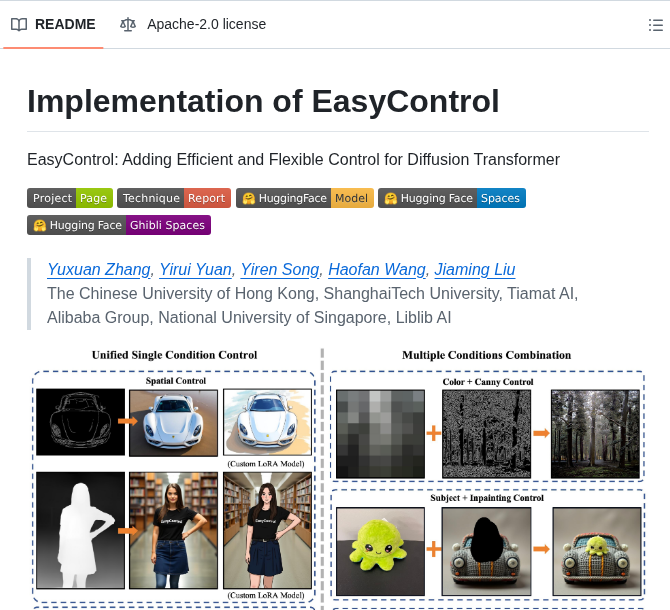 README
Apache-2.0 license
Implementation of EasyControl
EasyControl: Adding Efficient and Flexible Control for Diffusion Transformer
Project Page Technique Report 🤗 HuggingFace Model 🤗 Hugging Face Spaces
🤗 Hugging Face Ghibli Spaces
Yuxuan Zhang, Yirui Yuan, Yiren Song, Haofan Wang, Jiaming Liu
The Chinese University of Hong Kong, ShanghaiTech University, Tiamat AI,
Alibaba Group, National University of Singapore, Liblib AI
Unified Single Condition Control
Spatial Control
(Custom LoRA Model)
EasyControl
EasyControl
(Custom LoRA Model)
Multiple Conditions Combination
Color + Canny Control
Subject + Inpainting Control